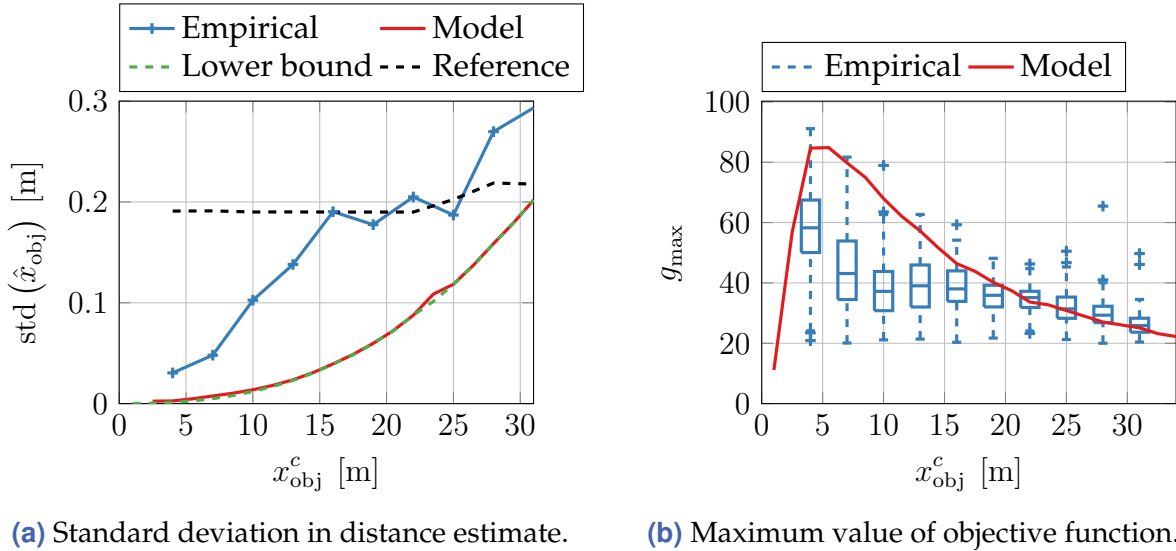 Empirical Model
Lower bound Reference
0.3
0.2
0.1
0
0 5 10 15 20 25 30
std (x̂obj) [m]
x^c_obj [m]
(a) Standard deviation in distance estimate.
Empirical Model
100
80
60
40
20
0
0 5 10 15 20 25 30
g_max
x^c_obj [m]
(b) Maximum value of objective function.